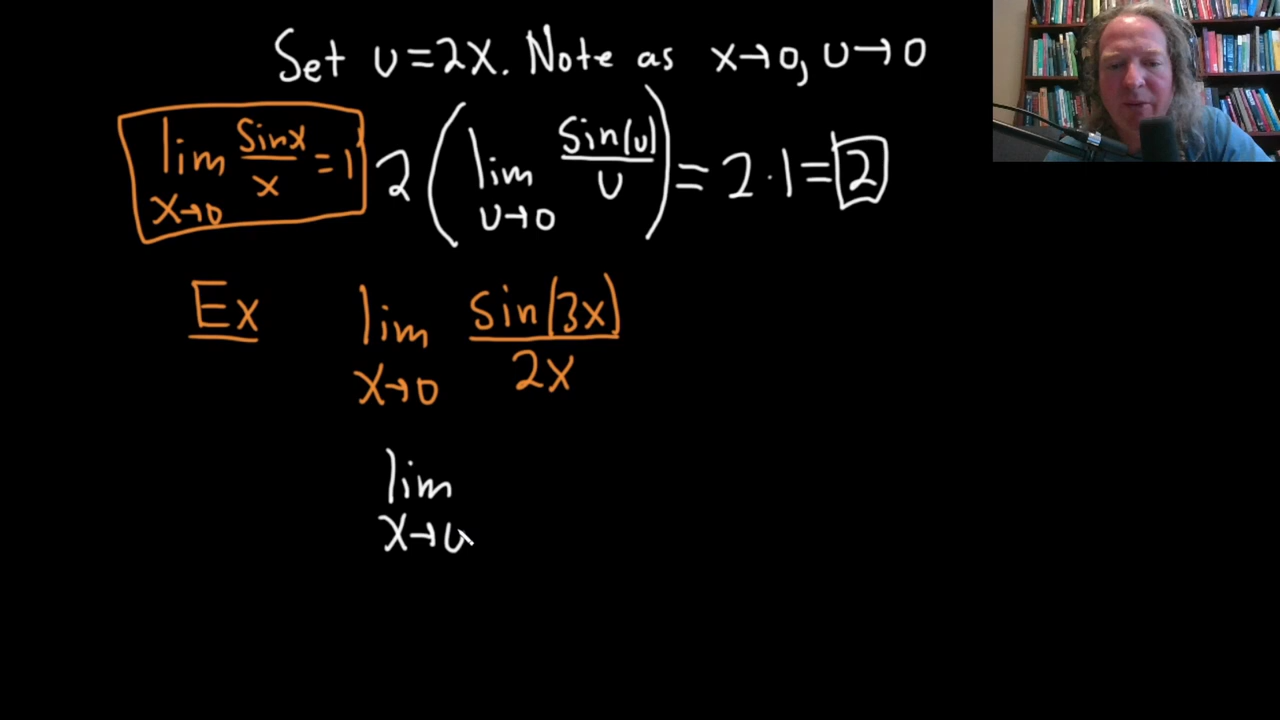 Set u=2x. Note as x→0, u→0
lim x→0 sinx/x = 1 2( lim u→0 sin(u)/u ) = 2·1 = 2
Ex lim x→0 sin(3x)/2x
lim x→